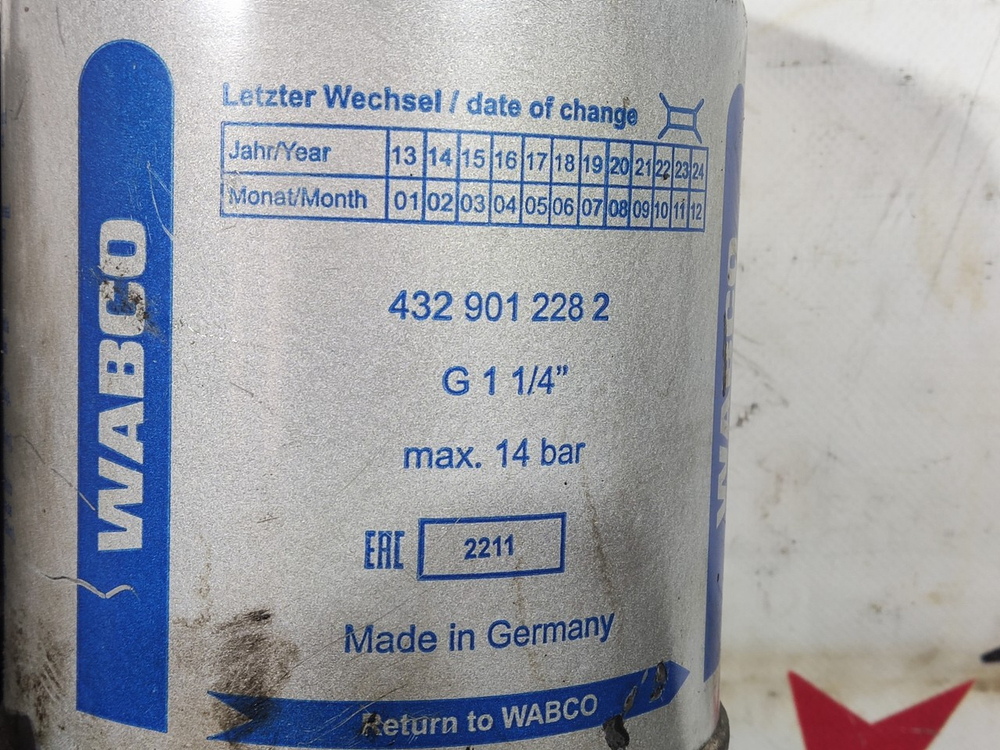 WABCO
Letzter Wechsel / date of change
Jahr/Year 13 14 15 16 17 18 19 20 21 22 23 24
Monat/Month 01 02 03 04 05 06 07 08 09 10 11 12
432 901 228 2
G 1 1/4”
max. 14 bar
EAC 2211
Made in Germany
Return to WABCO
WABCO